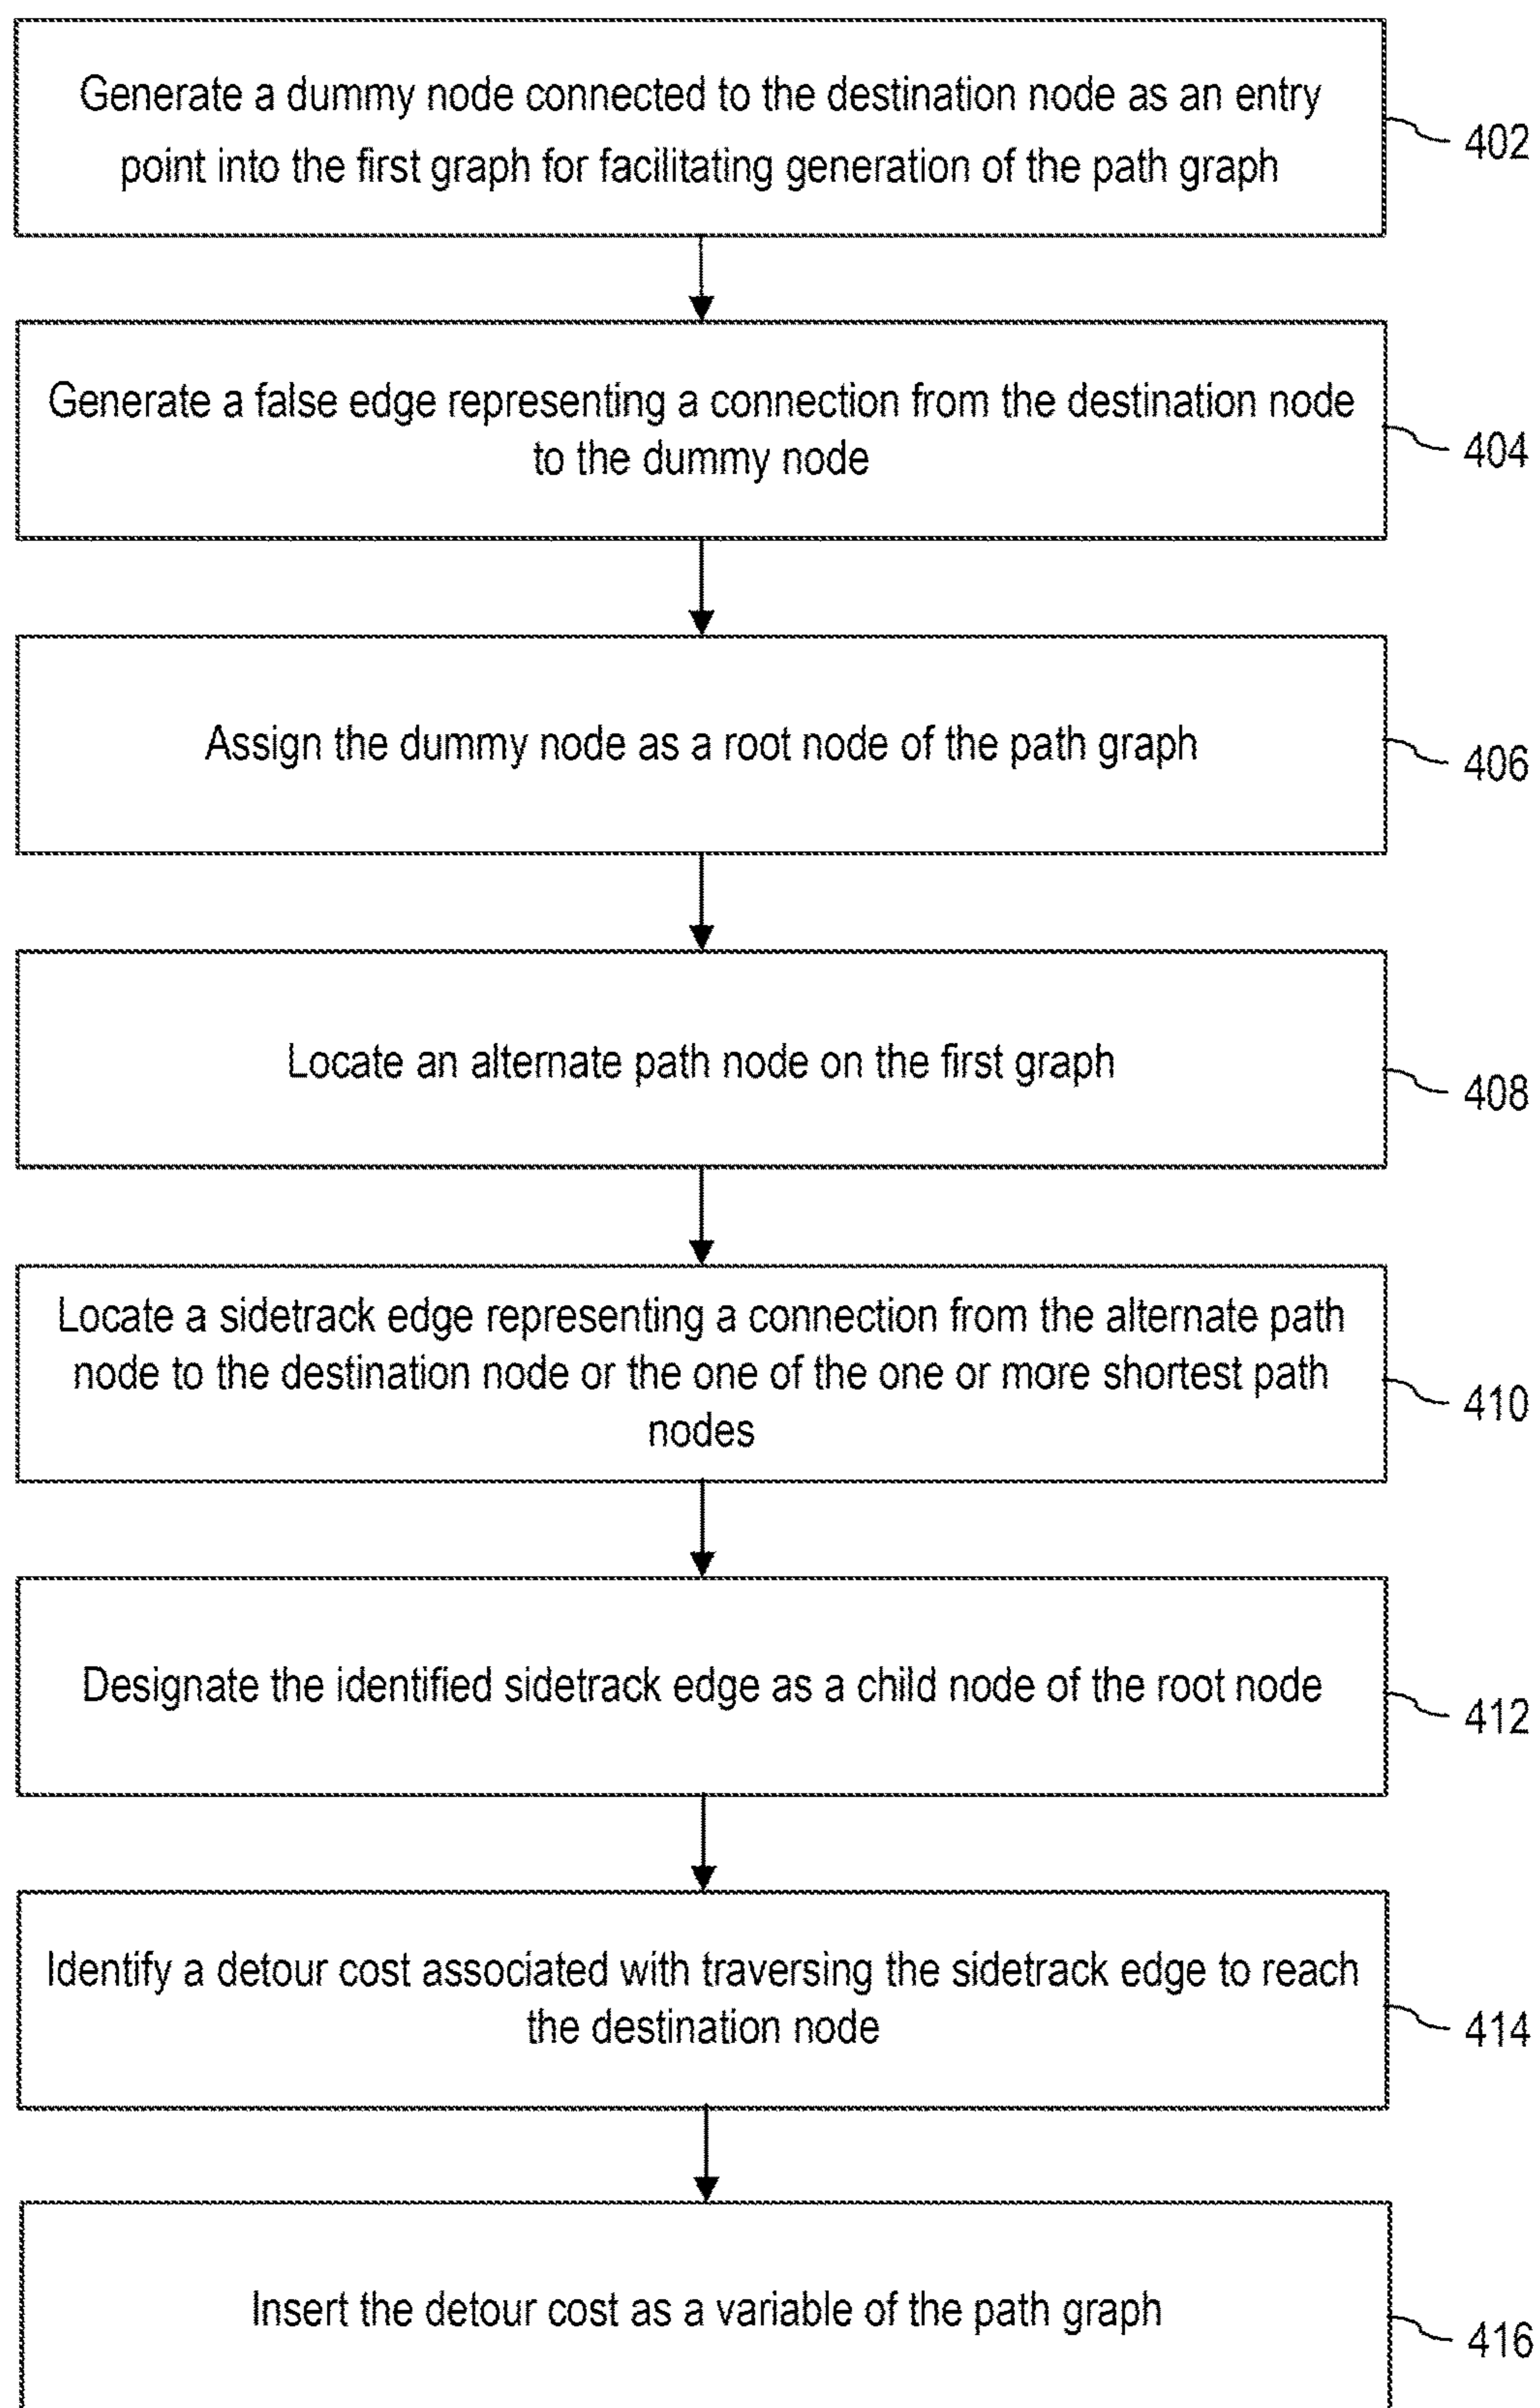 Generate a dummy node connected to the destination node as an entry
point into the first graph for facilitating generation of the path graph
402
Generate a false edge representing a connection from the destination node
to the dummy node
404
Assign the dummy node as a root node of the path graph
406
Locate an alternate path node on the first graph
408
Locate a sidetrack edge representing a connection from the alternate path
node to the destination node or the one of the one or more shortest path
nodes
410
Designate the identified sidetrack edge as a child node of the root node
412
Identify a detour cost associated with traversing the sidetrack edge to reach
the destination node
414
Insert the detour cost as a variable of the path graph
416